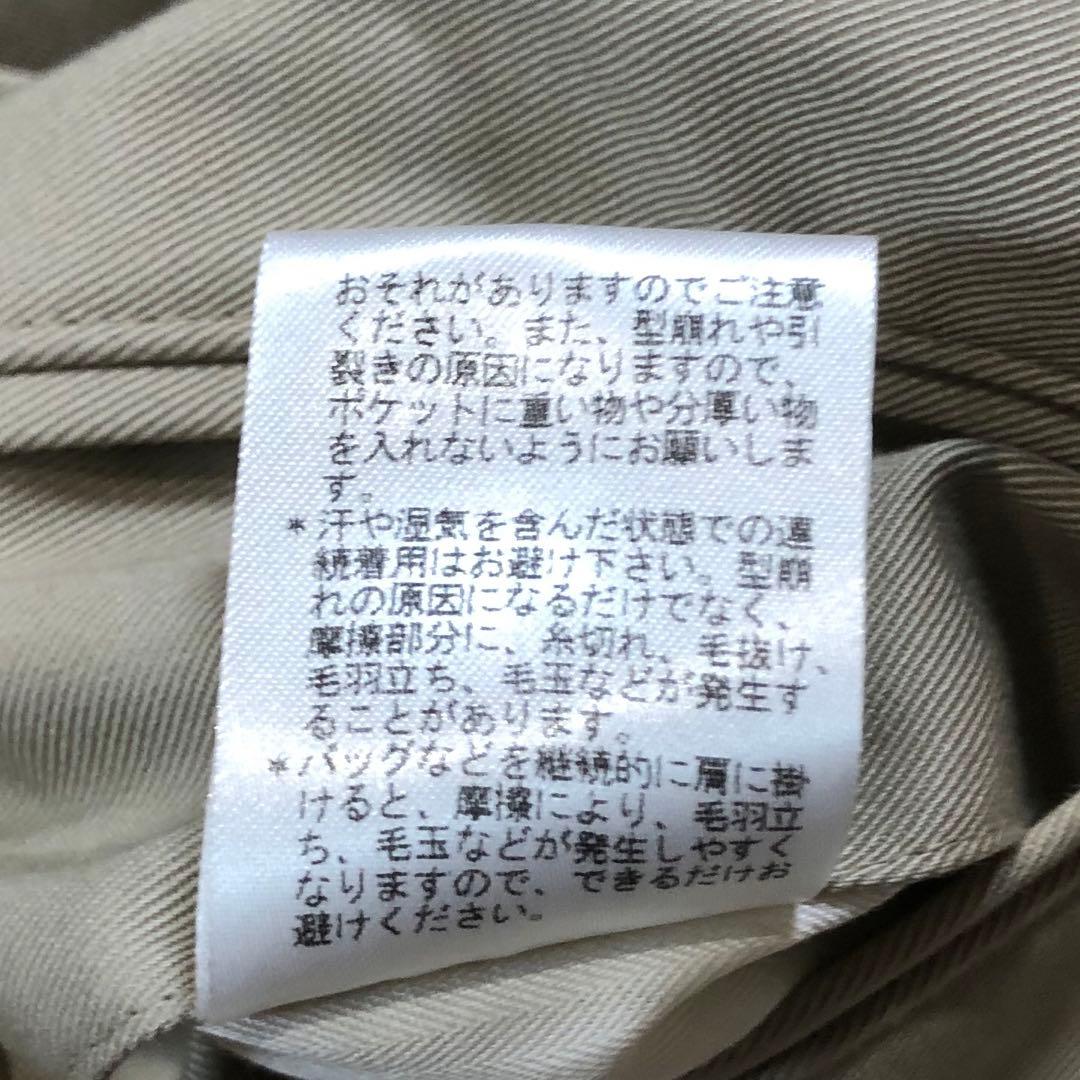 おそれがありますのでご注意
ください。また、型崩れや引
裂きの原因になりますので、
ポケットに重い物や分厚い物
を入れないようにお願いしま
す。
*汗や湿気を含んだ状態での連
続着用はお避け下さい。型崩
れの原因になるだけでなく、
摩擦部分に、糸切れ、毛抜け、
毛羽立ち、毛玉などが発生す
ることがあります。
*バッグなどを継続的に肩に掛
けると、摩擦により、毛羽立
ち、毛玉などが発生しやすく
なりますので、できるだけお
避けください。